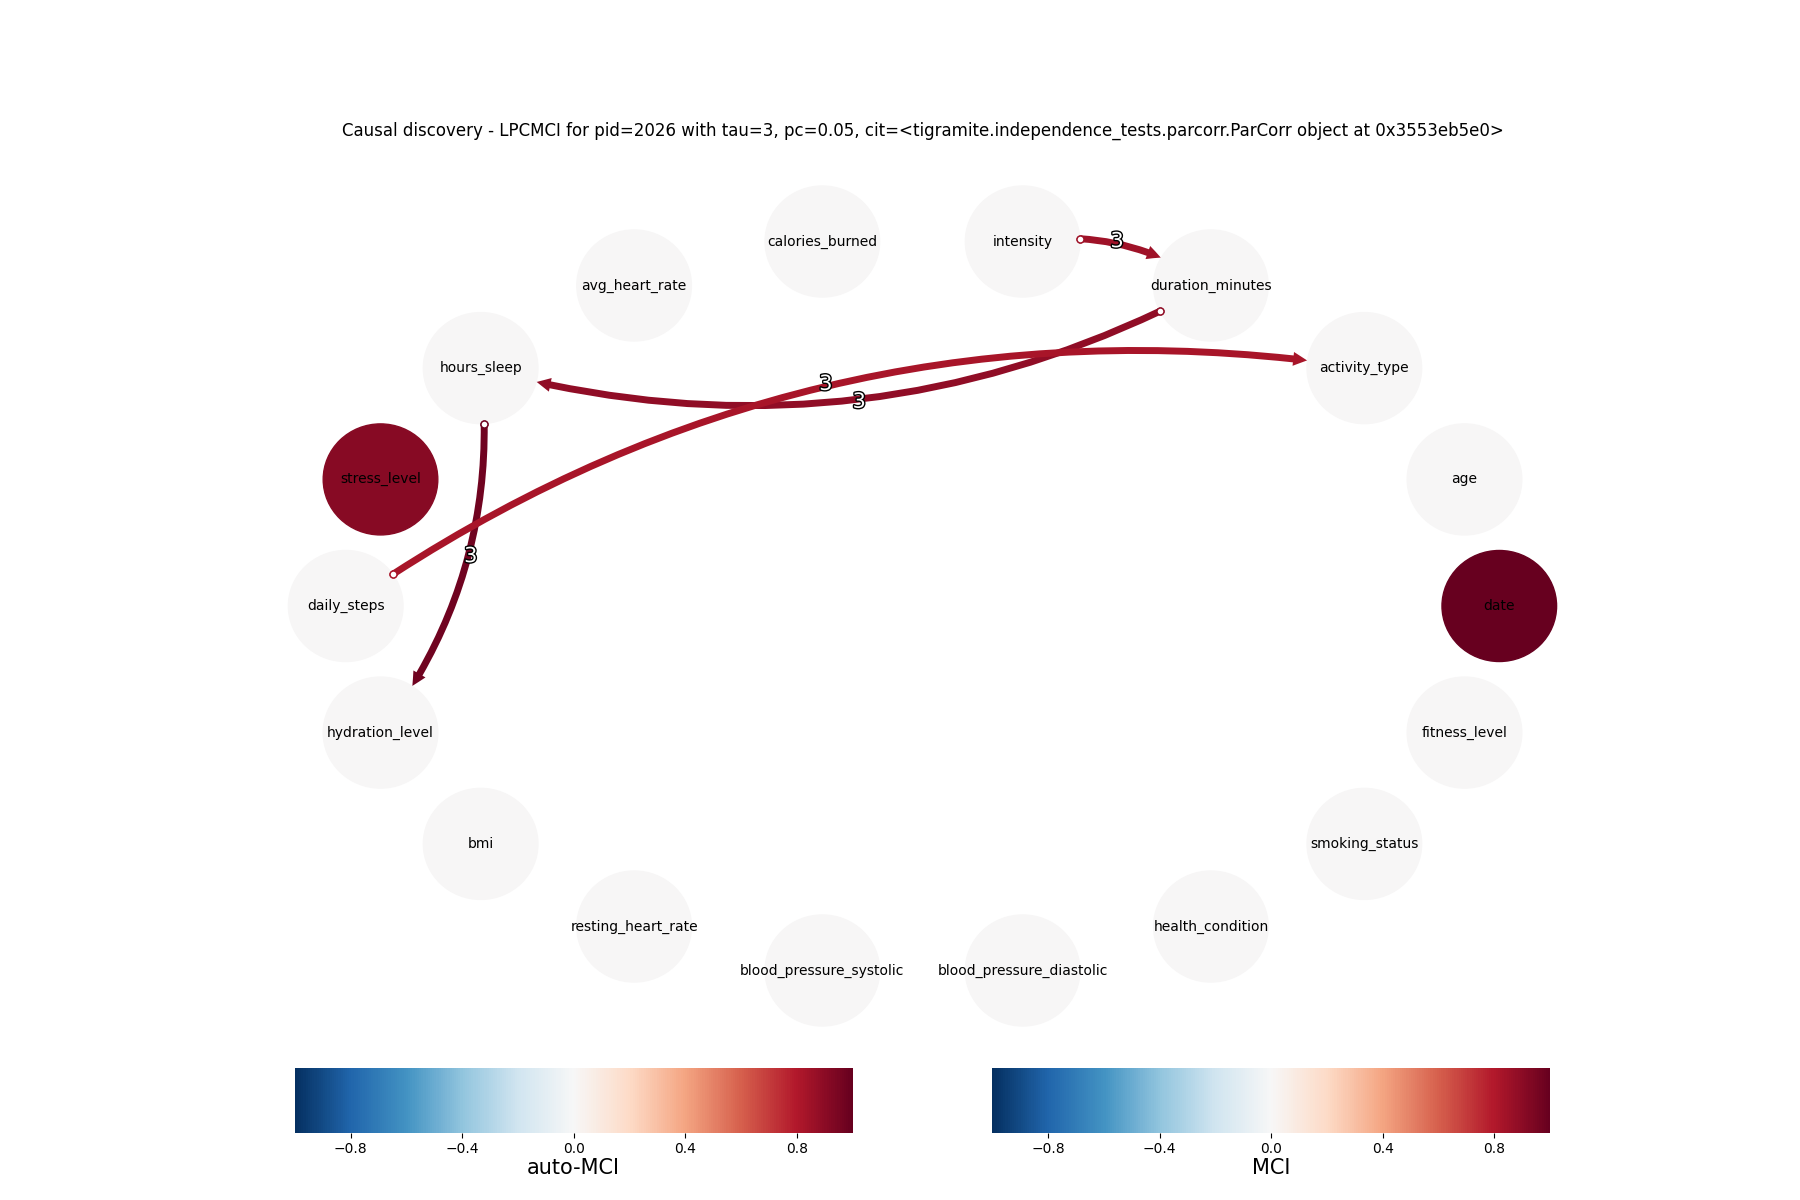 Causal discovery - LPCMCI for pid=2026 with tau=3, pc=0.05, cit=<tigramite.independence_tests.parcorr.ParCorr object at 0x3553eb5e0>
calories_burned
intensity
3
avg_heart_rate
duration_minutes
hours_sleep
activity_type
3
3
stress_level
age
3
daily_steps
date
hydration_level
fitness_level
bmi
smoking_status
resting_heart_rate
health_condition
blood_pressure_systolic
blood_pressure_diastolic
−0.8 −0.4 0.0 0.4 0.8
auto-MCI
−0.8 −0.4 0.0 0.4 0.8
MCI